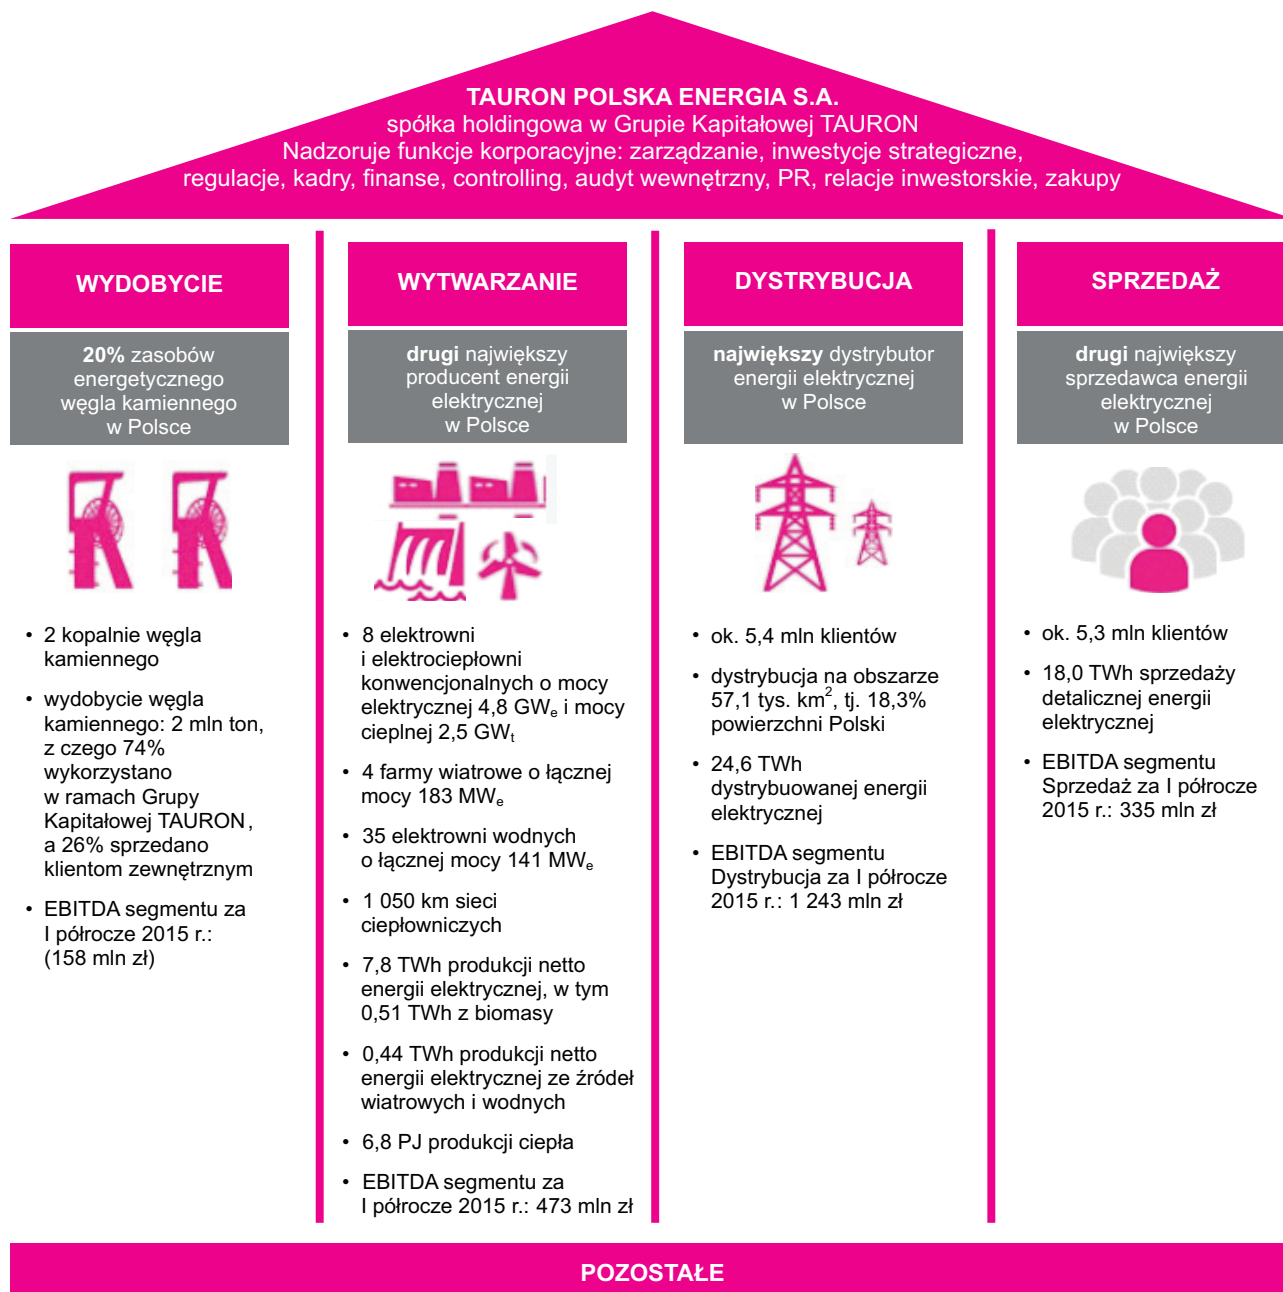 TAURON POLSKA ENERGIA S.A.
spółka holdingowa w Grupie Kapitałowej TAURON
Nadzoruje funkcje korporacyjne: zarządzanie, inwestycje strategiczne,
regulacje, kadry, finanse, controlling, audyt wewnętrzny, PR, relacje inwestorskie, zakupy
WYDOBYCIE
20% zasobów
energetycznego
węgla kamiennego
w Polsce
• 2 kopalnie węgla
kamiennego
• wydobycie węgla
kamiennego: 2 mln ton,
z czego 74%
wykorzystano
w ramach Grupy
Kapitałowej TAURON,
a 26% sprzedano
klientom zewnętrznym
• EBITDA segmentu za
I półrocze 2015 r.:
(158 mln zł)
WYTWARZANIE
drugi największy
producent energii
elektrycznej
w Polsce
• 8 elektrowni
i elektrociepłowni
konwencjonalnych o mocy
elektrycznej 4,8 GWₑ i mocy
cieplnej 2,5 GWₜ
• 4 farmy wiatrowe o łącznej
mocy 183 MWₑ
• 35 elektrowni wodnych
o łącznej mocy 141 MWₑ
• 1 050 km sieci
ciepłowniczych
• 7,8 TWh produkcji netto
energii elektrycznej, w tym
0,51 TWh z biomasy
• 0,44 TWh produkcji netto
energii elektrycznej ze źródeł
wiatrowych i wodnych
• 6,8 PJ produkcji ciepła
• EBITDA segmentu za
I półrocze 2015 r.: 473 mln zł
DYSTRYBUCJA
największy dystrybutor
energii elektrycznej
w Polsce
• ok. 5,4 mln klientów
• dystrybucja na obszarze
57,1 tys. km², tj. 18,3%
powierzchni Polski
• 24,6 TWh
dystrybuowanej energii
elektrycznej
• EBITDA segmentu
Dystrybucja za I półrocze
2015 r.: 1 243 mln zł
SPRZEDAŻ
drugi największy
sprzedawca energii
elektrycznej
w Polsce
• ok. 5,3 mln klientów
• 18,0 TWh sprzedaży
detalicznej energii
elektrycznej
• EBITDA segmentu
Sprzedaż za I półrocze
2015 r.: 335 mln zł
POZOSTAŁE